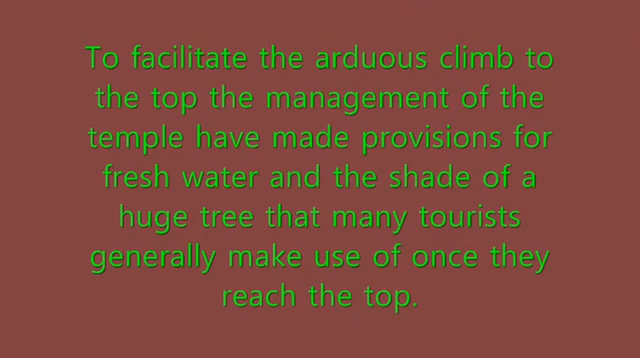 To facilitate the arduous climb to
the top the management of the
temple have made provisions for
fresh water and the shade of a
huge tree that many tourists
generally make use of once they
reach the top.